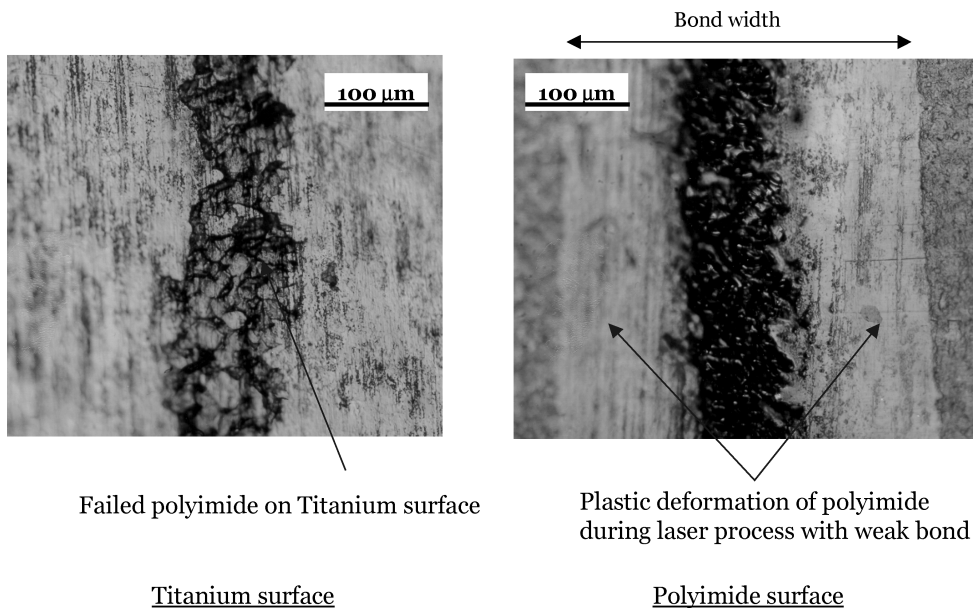 Bond width
100 µm
100 µm
Failed polyimide on Titanium surface
Plastic deformation of polyimide
during laser process with weak bond
Titanium surface
Polyimide surface